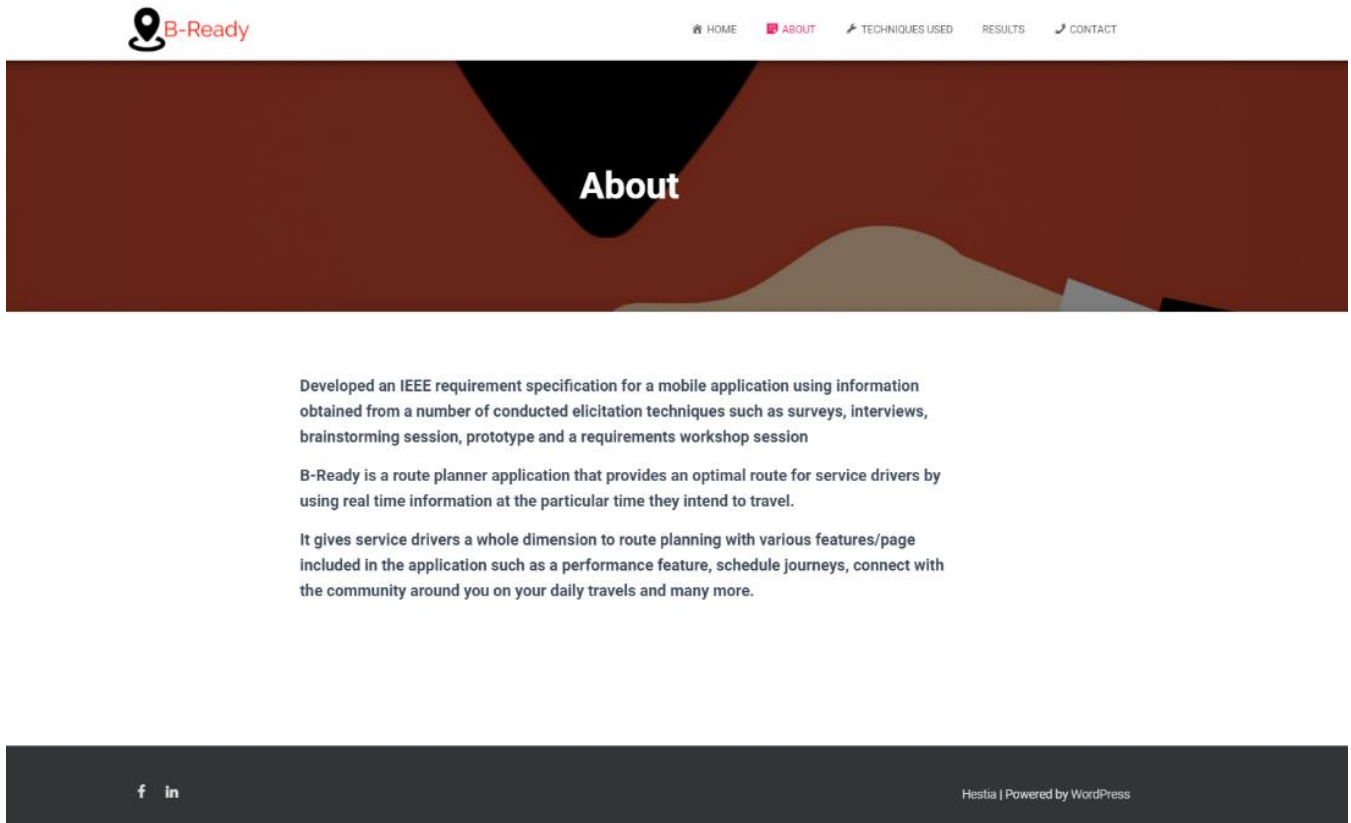 B-Ready
HOME ABOUT TECHNIQUES USED RESULTS CONTACT
About
Developed an IEEE requirement specification for a mobile application using information
obtained from a number of conducted elicitation techniques such as surveys, interviews,
brainstorming session, prototype and a requirements workshop session
B-Ready is a route planner application that provides an optimal route for service drivers by
using real time information at the particular time they intend to travel.
It gives service drivers a whole dimension to route planning with various features/page
included in the application such as a performance feature, schedule journeys, connect with
the community around you on your daily travels and many more.
f in
Hestia | Powered by WordPress